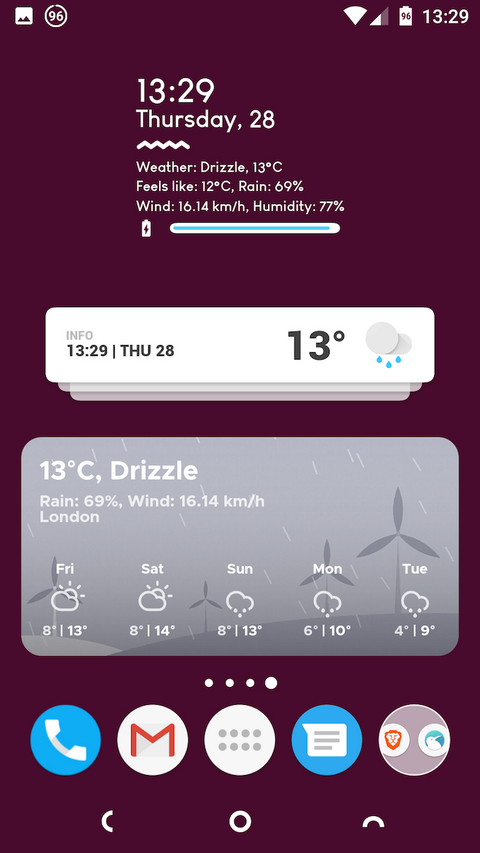 96
96
13:29
13:29
Thursday, 28
Weather: Drizzle, 13°C
Feels like: 12°C, Rain: 69%
Wind: 16.14 km/h, Humidity: 77%
INFO
13:29 | THU 28
13°
13°C, Drizzle
Rain: 69%, Wind: 16.14 km/h
London
Fri Sat Sun Mon Tue
8° | 13° 8° | 14° 8° | 13° 6° | 10° 4° | 9°